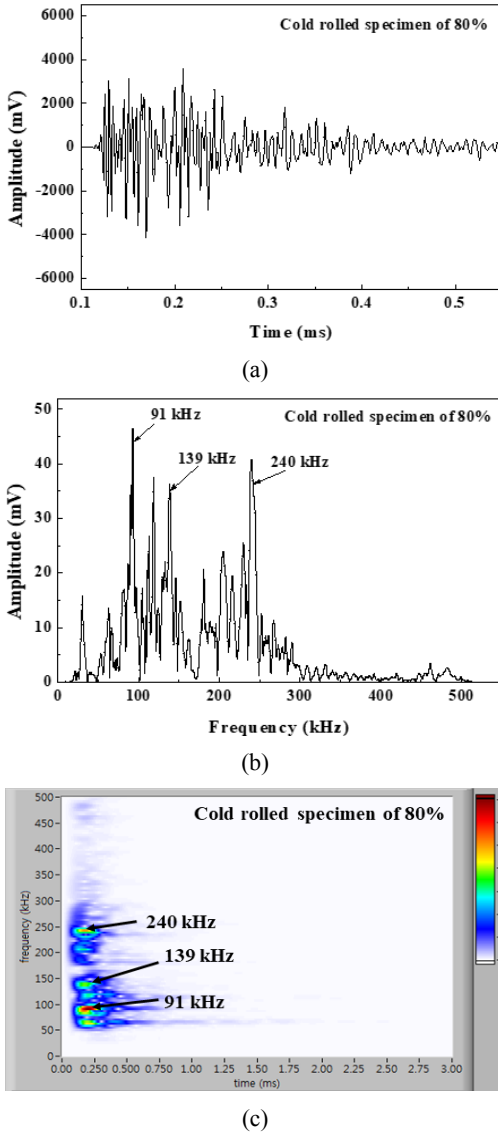 Cold rolled specimen of 80%
6000
4000
2000
0
-2000
-4000
-6000
Amplitude (mV)
0.1 0.2 0.3 0.4 0.5
Time (ms)
(a)
50
40
30
20
10
0
Amplitude (mV)
Cold rolled specimen of 80%
91 kHz
139 kHz
240 kHz
0 100 200 300 400 500
Frequency (kHz)
(b)
Cold rolled specimen of 80%
500
450
400
350
300
250
200
150
100
50
0
frequency (kHz)
240 kHz
139 kHz
91 kHz
0.00 0.250 0.500 0.750 1.00 1.25 1.50 1.75 2.00 2.25 2.50 2.75 3.00
time (ms)
(c)